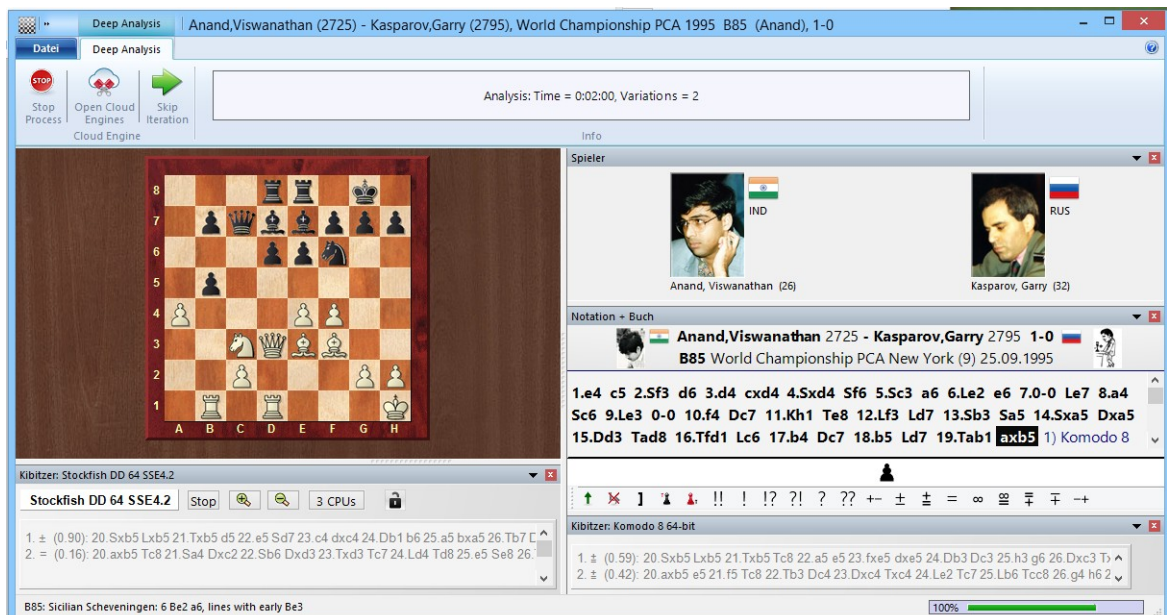 Deep Analysis
Anand,Viswanathan (2725) - Kasparov,Garry (2795), World Championship PCA 1995 B85 (Anand), 1-0
Datei
Deep Analysis
STOP
Stop Process
Open Cloud Engines
Skip Iteration
Cloud Engine
Analysis: Time = 0:02:00, Variations = 2
Info
8
7
6
5
4
3
2
1
A B C D E F G H
Spieler
IND
RUS
Anand, Viswanathan (26)
Kasparov, Garry (32)
Notation + Buch
Anand,Viswanathan 2725 - Kasparov,Garry 2795 1-0
B85 World Championship PCA New York (9) 25.09.1995
1.e4 c5 2.Sf3 d6 3.d4 cxd4 4.Sxd4 Sf6 5.Sc3 a6 6.Le2 e6 7.0-0 Le7 8.a4
Sc6 9.Le3 0-0 10.f4 Dc7 11.Kh1 Te8 12.Lf3 Ld7 13.Sb3 Sa5 14.Sxa5 Dxa5
15.Dd3 Tad8 16.Tfd1 Lc6 17.b4 Dc7 18.b5 Ld7 19.Tab1 axb5 1) Komodo 8
] !! ! !? ?! ? ?? +- ± ⩲ = ∞ ⩱ ∓ -+
Kibitzer: Stockfish DD 64 SSE4.2
Stockfish DD 64 SSE4.2
Stop
3 CPUs
1. ± (0.90): 20.Sxb5 Lxb5 21.Txb5 d5 22.e5 Sd7 23.c4 dxc4 24.Db1 b6 25.a5 bxa5 26.Tb7 D
2. = (0.16): 20.axb5 Tc8 21.Sa4 Dxc2 22.Sb6 Dxd3 23.Txd3 Tc7 24.Ld4 Td8 25.e5 Se8 26.
Kibitzer: Komodo 8 64-bit
1. ⩲ (0.59): 20.Sxb5 Lxb5 21.Txb5 Tc8 22.a5 e5 23.fxe5 dxe5 24.Db3 Dc3 25.h3 g6 26.Dxc3 Tx
2. ⩲ (0.42): 20.axb5 e5 21.f5 Tc8 22.Tb3 Dc4 23.Dxc4 Txc4 24.Le2 Tc7 25.Lb6 Tcc8 26.g4 h6 2
B85: Sicilian Scheveningen: 6 Be2 a6, lines with early Be3
100%